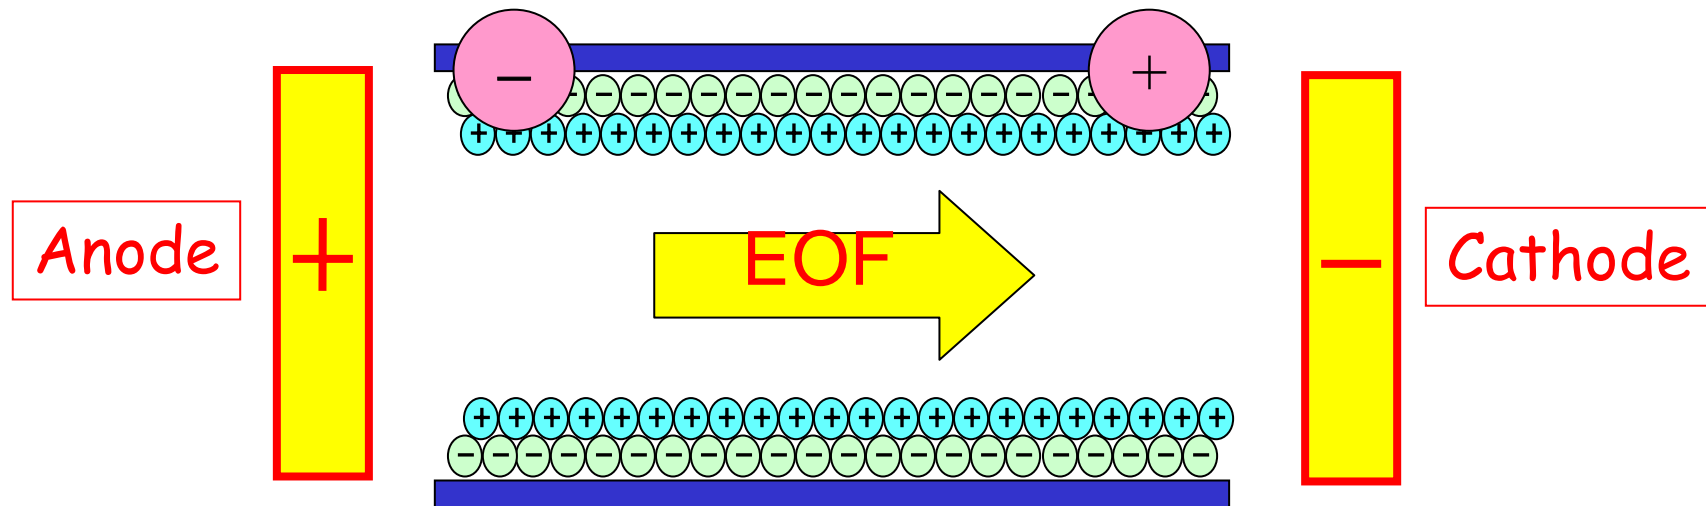 − +
− − − − − − − − − − − − − − − − −
+ + + + + + + + + + + + + + + + + + + + + +
Anode + EOF − Cathode
+ + + + + + + + + + + + + + + + + + + + + +
− − − − − − − − − − − − − − − − − − − − − −